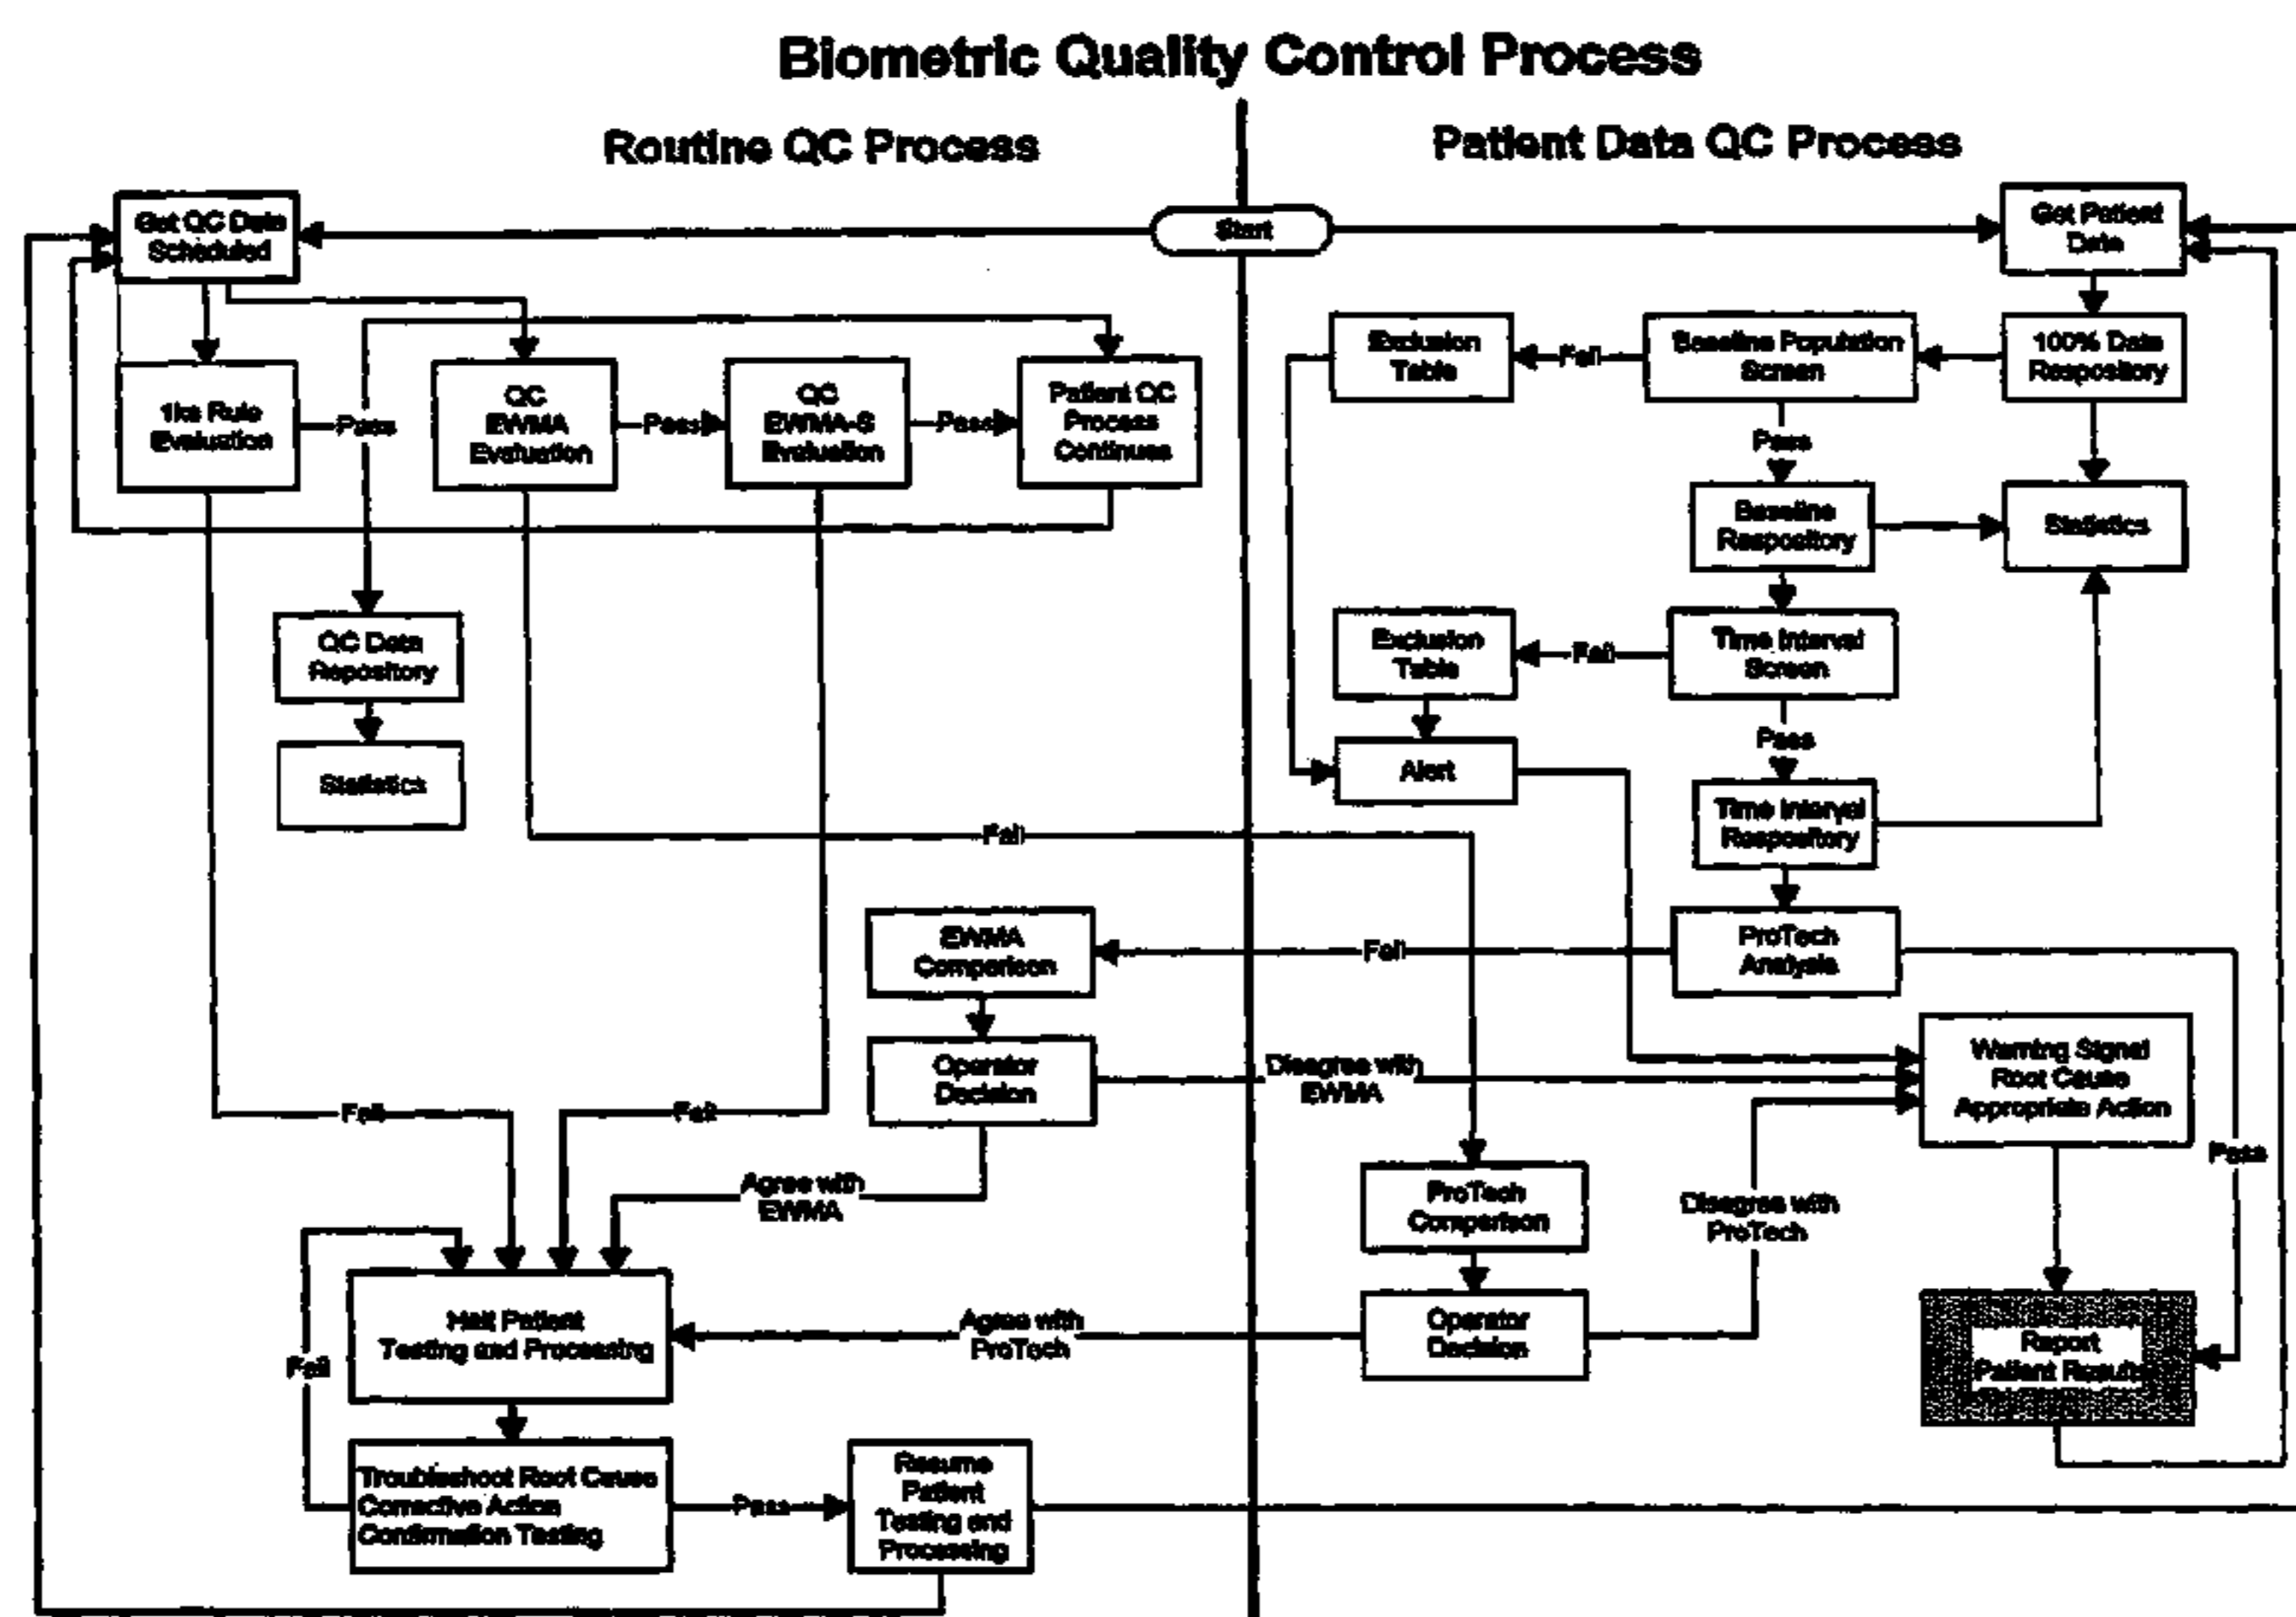 Biometric Quality Control Process
Routine QC Process
Patient Data QC Process
Start
Get QC Data
Scheduled
Get Patient
Data
1ks Rule
Evaluation
Pass
QC
EWMA
Evaluation
Pass
QC
EWMA-S
Evaluation
Pass
Patient QC
Process
Continues
Exclusion
Table
Fail
Baseline Population
Screen
100% Data
Respository
Pass
Baseline
Respository
Statistics
QC Data
Repository
Exclusion
Table
Fail
Time Interval
Screen
Statistics
Alert
Pass
Time Interval
Respository
Fail
EWMA
Comparison
Fail
ProTech
Analysis
Operator
Decision
Disagree with
EWMA
Warning Signal
Root Cause
Appropriate Action
Fail
Fail
Pass
Agree with
EWMA
ProTech
Comparison
Disagree with
ProTech
Halt Patient
Testing and Processing
Agree with
ProTech
Operator
Decision
Report
Patient Results
Fail
Troubleshoot Root Cause
Corrective Action
Confirmation Testing
Pass
Resume
Patient
Testing and
Processing